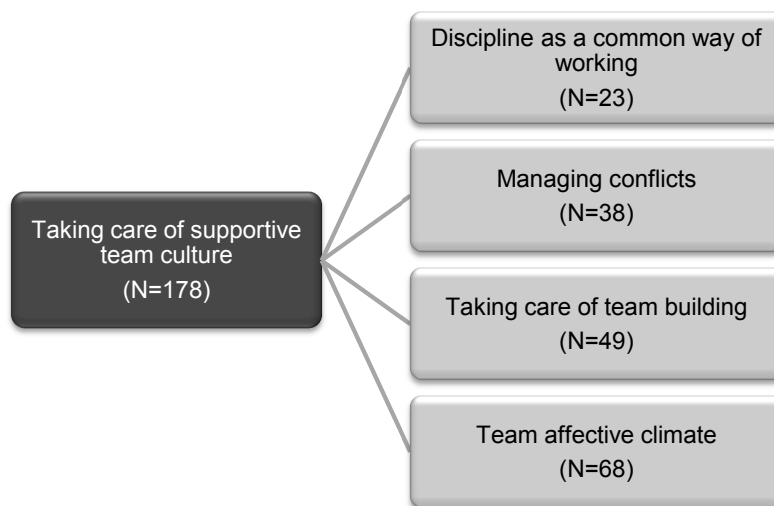 Discipline as a common way of
working
(N=23)
Managing conflicts
(N=38)
Taking care of supportive
team culture
(N=178)
Taking care of team building
(N=49)
Team affective climate
(N=68)